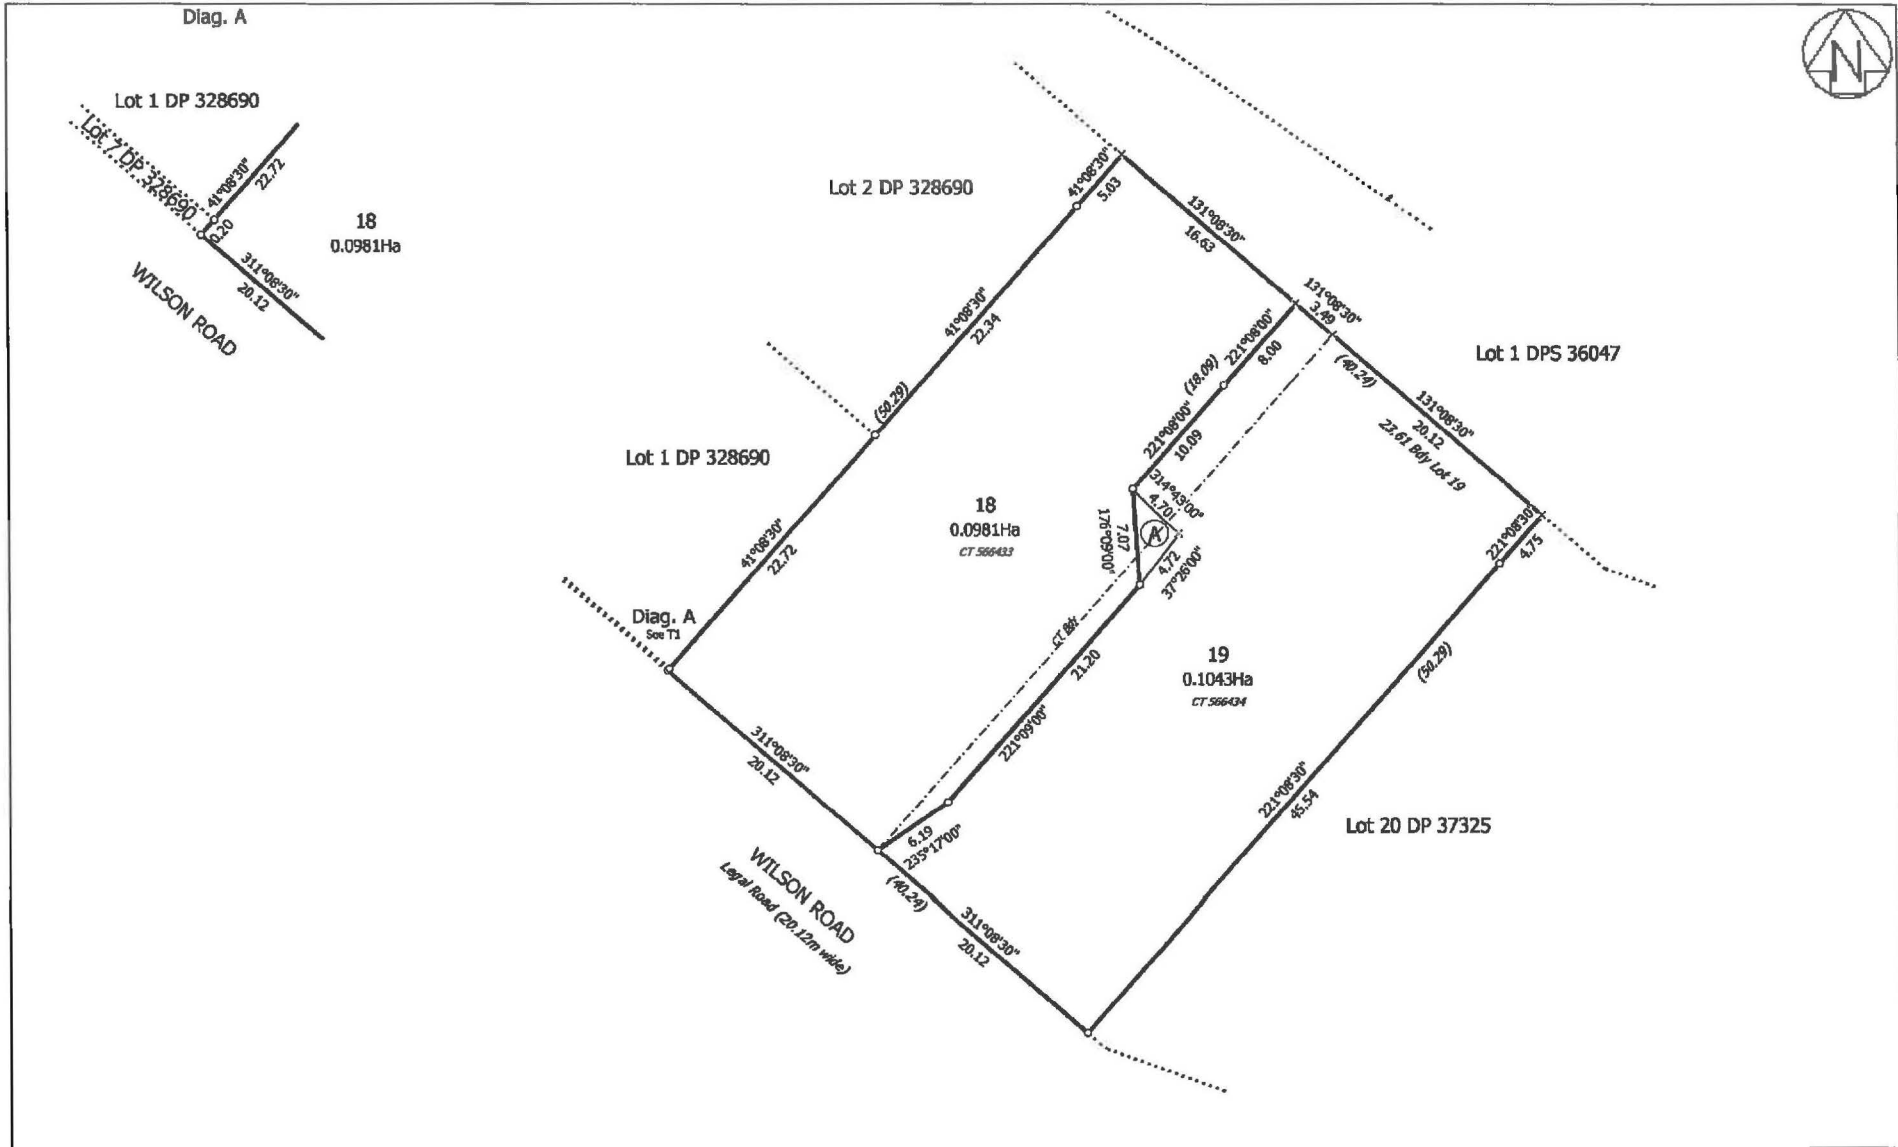 Diag. A
Lot 1 DP 328690
Lot 7 DP 328690
41°08'30"
22.72
0.20
18
0.0981Ha
311°08'30"
20.12
WILSON ROAD
N
Lot 2 DP 328690
41°08'30"
5.03
131°08'30"
16.63
131°08'30"
3.49
(40.24)
Lot 1 DPS 36047
131°08'30"
20.12
23.61 Bdy Lot 19
41°08'30"
22.34
(50.29)
(18.09)
221°08'00"
8.00
221°08'00"
10.09
Lot 1 DP 328690
314°43'00"
4.70
A
7.07
176°09'00"
4.72
37°26'00"
221°08'30"
4.75
18
0.0981Ha
CT 566433
41°08'30"
22.72
Diag. A
See T1
CT Bdy
21.20
221°09'00"
19
0.1043Ha
CT 566434
(50.29)
311°08'30"
20.12
221°08'30"
45.54
Lot 20 DP 37325
6.19
235°17'00"
(40.24)
WILSON ROAD
Legal Road (20.12m wide)
311°08'30"
20.12